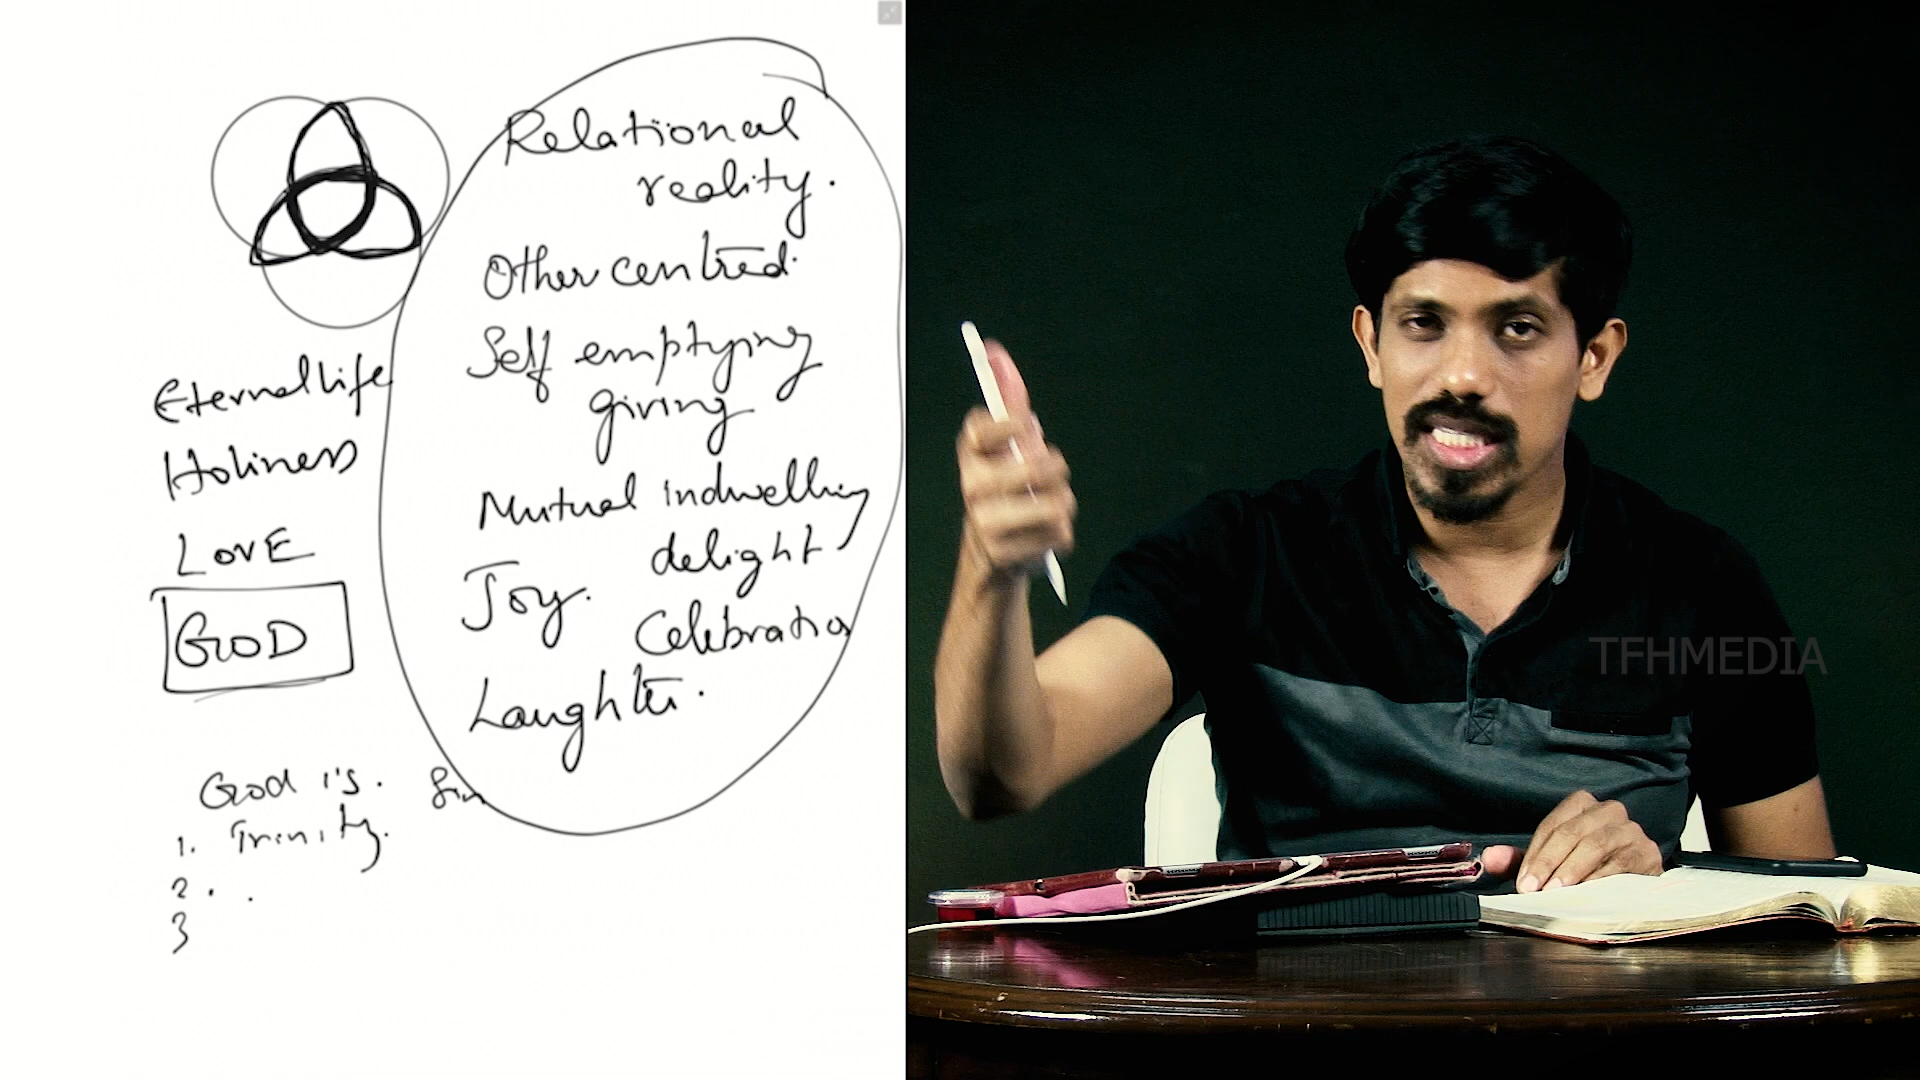 Relational
reality.
Other centred.
Self emptying
giving
Mutual indwelling
delight
Joy.
Celebration
Laughter.
Eternal Life
Holiness
LOVE
GOD
God is.
Sin
1. Trinity.
2. .
3
TFHMEDIA